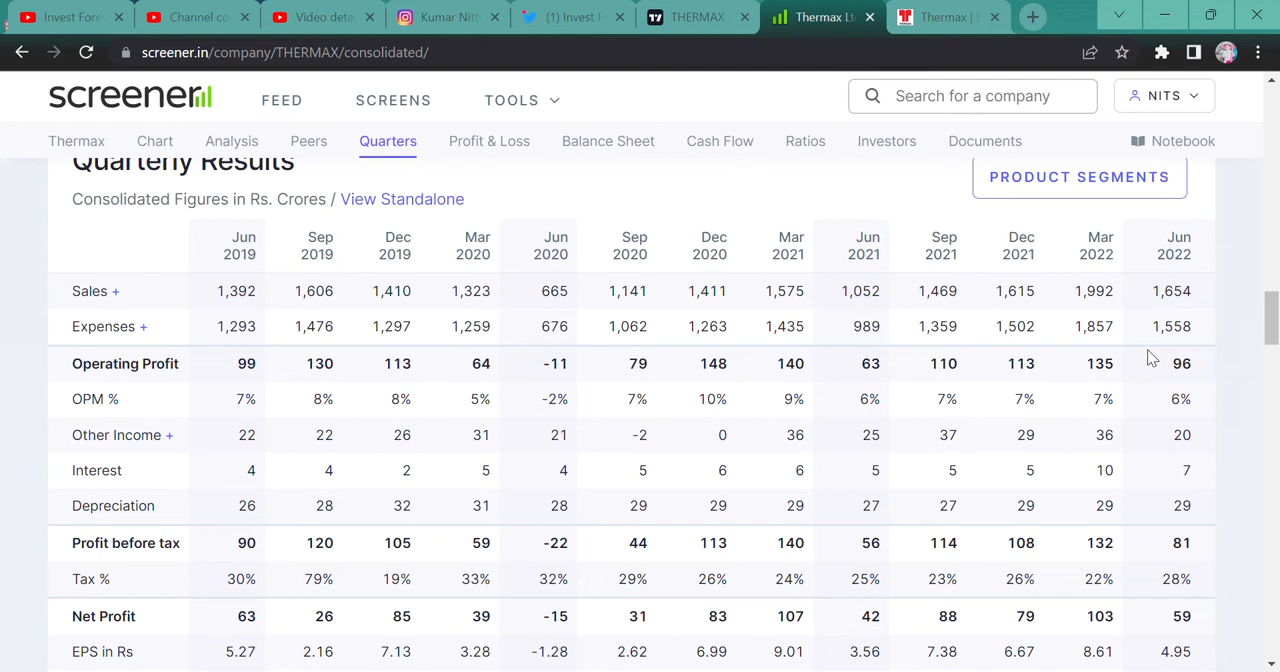 Invest Fore
Channel co
Video deta
Kumar Nitt
(1) Invest F
THERMAX
Thermax Lt
Thermax |
screener.in/company/THERMAX/consolidated/
screener
FEED
SCREENS
TOOLS
Search for a company
NITS
Thermax
Chart
Analysis
Peers
Quarters
Profit & Loss
Balance Sheet
Cash Flow
Ratios
Investors
Documents
Notebook
Quarterly Results
Consolidated Figures in Rs. Crores / View Standalone
PRODUCT SEGMENTS
Jun 2019 Sep 2019 Dec 2019 Mar 2020 Jun 2020 Sep 2020 Dec 2020 Mar 2021 Jun 2021 Sep 2021 Dec 2021 Mar 2022 Jun 2022
Sales + 1,392 1,606 1,410 1,323 665 1,141 1,411 1,575 1,052 1,469 1,615 1,992 1,654
Expenses + 1,293 1,476 1,297 1,259 676 1,062 1,263 1,435 989 1,359 1,502 1,857 1,558
Operating Profit 99 130 113 64 -11 79 148 140 63 110 113 135 96
OPM % 7% 8% 8% 5% -2% 7% 10% 9% 6% 7% 7% 7% 6%
Other Income + 22 22 26 31 21 -2 0 36 25 37 29 36 20
Interest 4 4 2 5 4 5 6 6 5 5 5 10 7
Depreciation 26 28 32 31 28 29 29 29 27 27 29 29 29
Profit before tax 90 120 105 59 -22 44 113 140 56 114 108 132 81
Tax % 30% 79% 19% 33% 32% 29% 26% 24% 25% 23% 26% 22% 28%
Net Profit 63 26 85 39 -15 31 83 107 42 88 79 103 59
EPS in Rs 5.27 2.16 7.13 3.28 -1.28 2.62 6.99 9.01 3.56 7.38 6.67 8.61 4.95